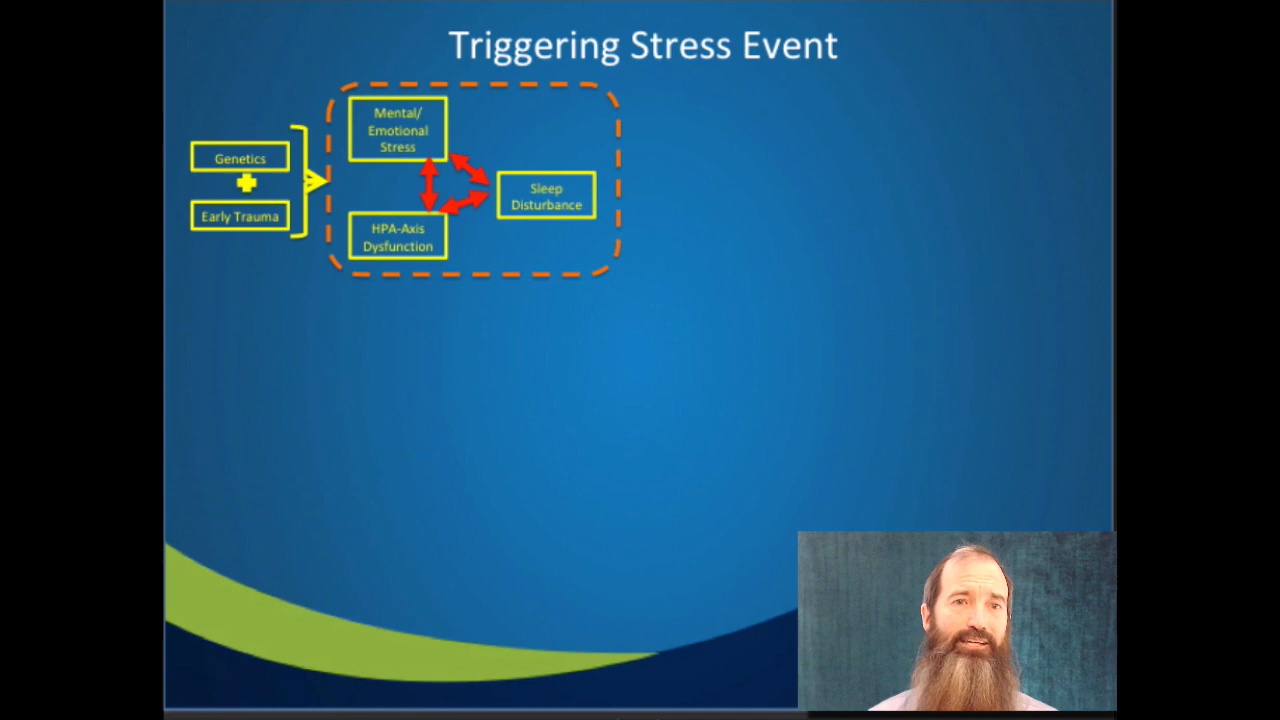 Triggering Stress Event
Genetics
Early Trauma
Mental/
Emotional
Stress
HPA-Axis
Dysfunction
Sleep
Disturbance